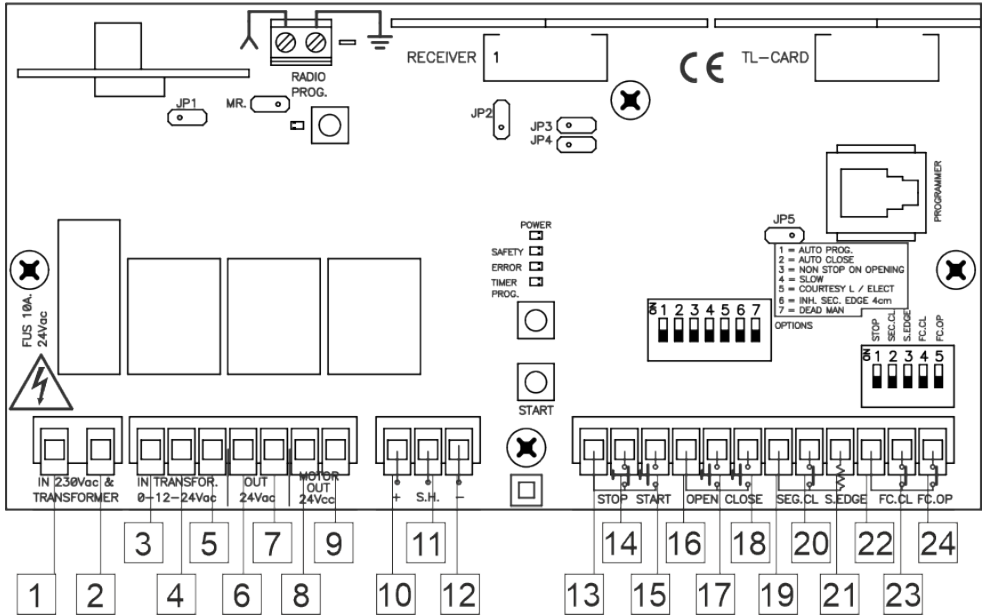 RECEIVER 1
TL-CARD
RADIO
PROG.
JP1
MR.
JP2
JP3
JP4
PROGRAMMER
POWER
SAFETY
ERROR
TIMER
PROG.
START
JP5
1 = AUTO PROG.
2 = AUTO CLOSE
3 = NON STOP ON OPENING
4 = SLOW
5 = COURTESY L / ELECT
6 = INH. SEC. EDGE 4cm
7 = DEAD MAN
ON 1 2 3 4 5 6 7
OPTIONS
STOP
SEC.CL
S.EDGE
FC.CL
FC.OP
ON 1 2 3 4 5
FUS 10A.
24Vac
IN 230Vac &
TRANSFORMER
IN TRANSFOR.
0-12-24Vac
OUT
24Vac
MOTOR
OUT
24Vcc
+ S.H. -
STOP START OPEN CLOSE SEG.CL S.EDGE FC.CL FC.OP
3 5 7 9 11 14 16 18 20 22 24
1 2 4 6 8 10 12 13 15 17 19 21 23